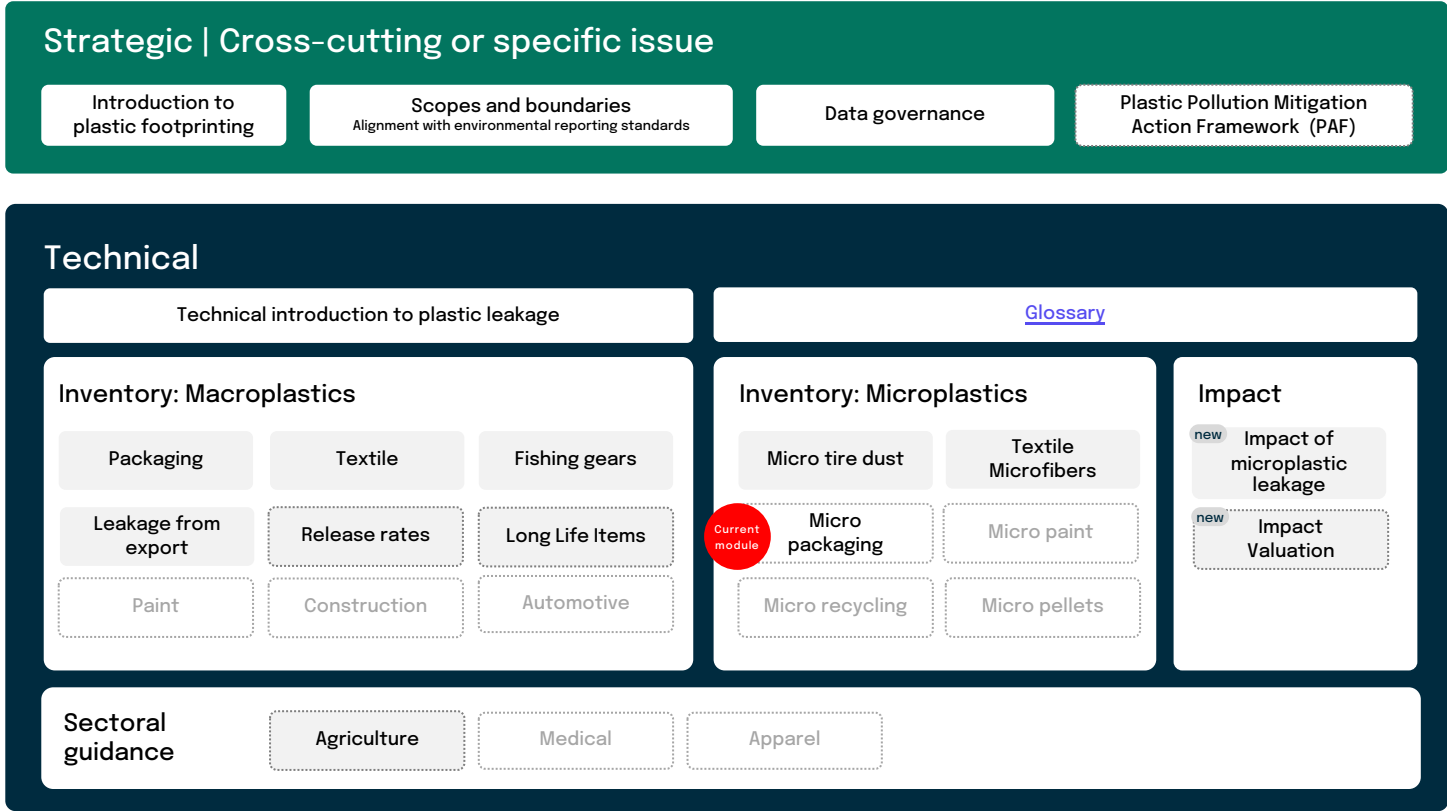 Strategic | Cross-cutting or specific issue
Introduction to
plastic footprinting
Scopes and boundaries
Alignment with environmental reporting standards
Data governance
Plastic Pollution Mitigation
Action Framework (PAF)
Technical
Technical introduction to plastic leakage
Glossary
Inventory: Macroplastics
Packaging
Textile
Fishing gears
Leakage from
export
Release rates
Long Life Items
Paint
Construction
Automotive
Inventory: Microplastics
Micro tire dust
Textile
Microfibers
Current
module
Micro
packaging
Micro paint
Micro recycling
Micro pellets
Impact
new
Impact of
microplastic
leakage
new
Impact
Valuation
Sectoral
guidance
Agriculture
Medical
Apparel